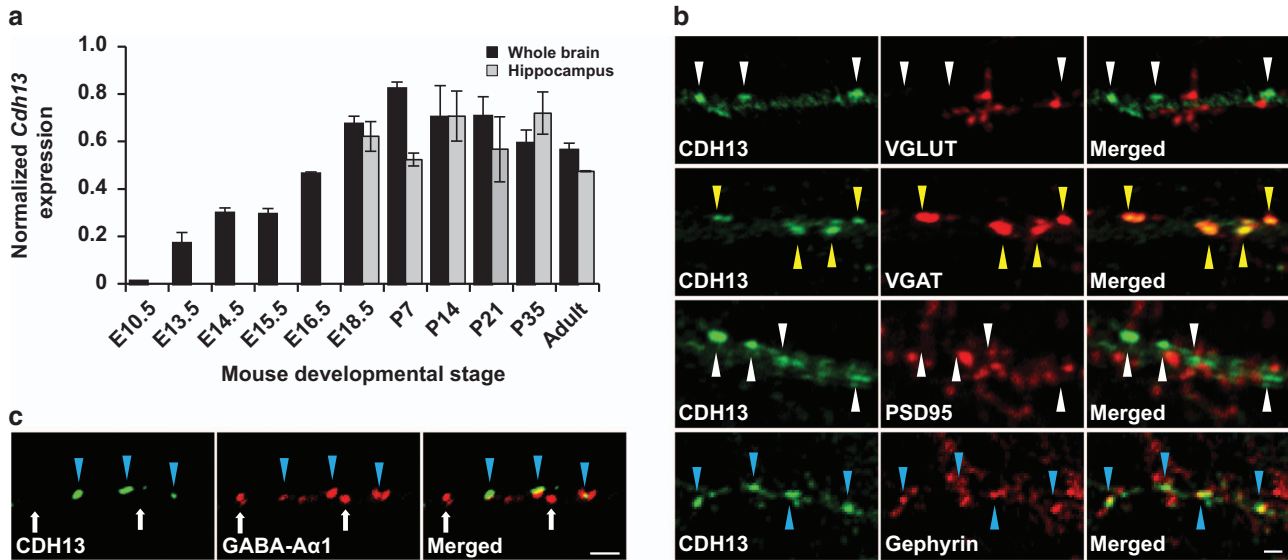 a
Normalized Cdh13
expression
1.0
0.8
0.6
0.4
0.2
0
Whole brain
Hippocampus
E10.5
E13.5
E14.5
E15.5
E16.5
E18.5
P7
P14
P21
P35
Adult
Mouse developmental stage
b
CDH13 VGLUT Merged
CDH13 VGAT Merged
CDH13 PSD95 Merged
CDH13 Gephyrin Merged
c
CDH13 GABA-Aα1 Merged